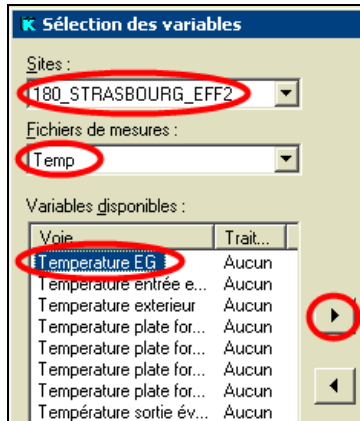 Sélection des variables
Sites :
180_STRASBOURG_EFF2
Fichiers de mesures :
Temp
Variables disponibles :
Voie Trait...
Temperature EG Aucun
Température entrée e... Aucun
Temperature exterieur Aucun
Temperature plate for... Aucun
Temperature plate for... Aucun
Temperature plate for... Aucun
Temperature plate for... Aucun
Température sortie év... Aucun